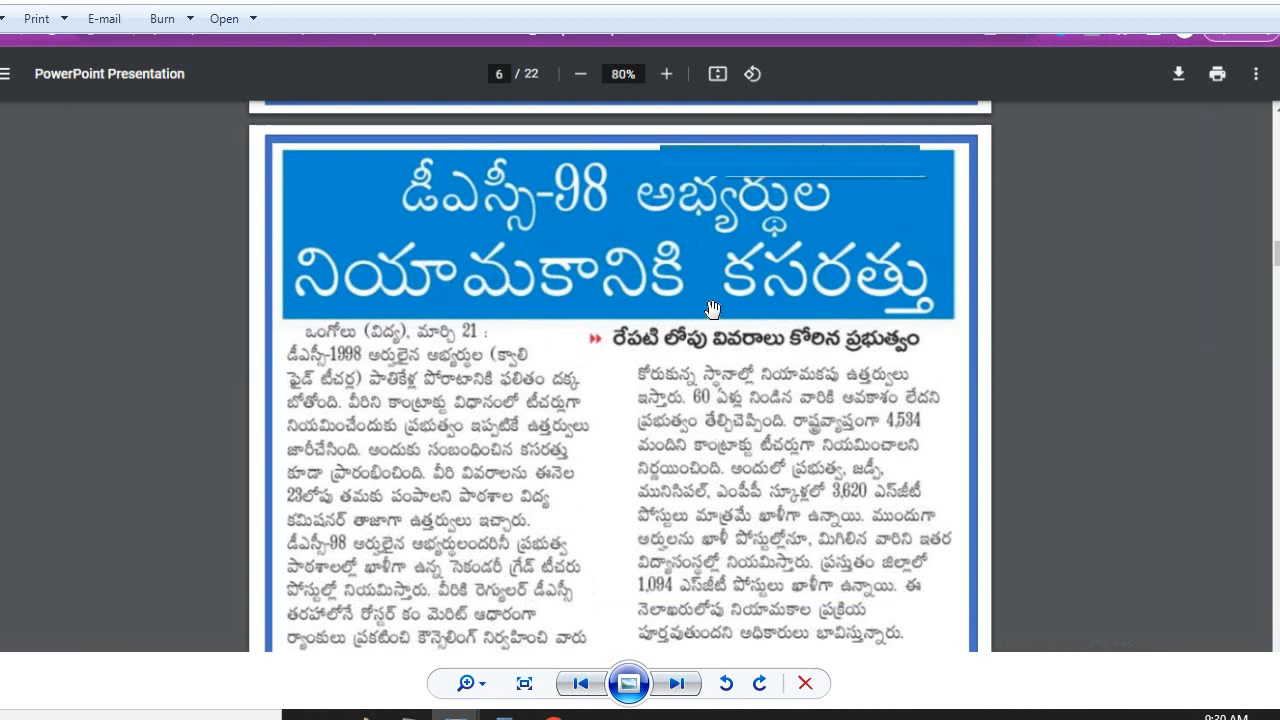 Print
E-mail
Burn
Open
PowerPoint Presentation
6 / 22
80%
డీఎస్సీ-98 అభ్యర్థుల
నియామకానికి కసరత్తు
ఒంగోలు (విద్య), మార్చి 21 :
డీఎస్సీ-1998 అర్హులైన అభ్యర్థుల (క్వాలి
ఫైడ్ టీచర్ల) పాతికేళ్ల పోరాటానికి ఫలితం దక్క
బోతోంది. వీరిని కాంట్రాక్టు విధానంలో టీచర్లుగా
నియమించేందుకు ప్రభుత్వం ఇప్పటికే ఉత్తర్వులు
జారీచేసింది. అందుకు సంబంధించిన కసరత్తు
కూడా ప్రారంభించింది. వీరి వివరాలను ఈనెల
23లోపు తమకు పంపాలని పాఠశాల విద్య
కమిషనర్ తాజాగా ఉత్తర్వులు ఇచ్చారు.
డీఎస్సీ-98 అర్హులైన అభ్యర్థులందరినీ ప్రభుత్వ
పాఠశాలల్లో ఖాళీగా ఉన్న సెకండరీ గ్రేడ్ టీచరు
పోస్టుల్లో నియమిస్తారు. వీరికి రెగ్యులర్ డీఎస్సీ
తరహాలోనే రోస్టర్ కం మెరిట్ ఆధారంగా
ర్యాంకులు ప్రకటించి కౌన్సెలింగ్ నిర్వహించి వారు
రేపటి లోపు వివరాలు కోరిన ప్రభుత్వం
కోరుకున్న స్థానాల్లో నియామకపు ఉత్తర్వులు
ఇస్తారు. 60 ఏళ్లు నిండిన వారికి అవకాశం లేదని
ప్రభుత్వం తేల్చిచెప్పింది. రాష్ట్రవ్యాప్తంగా 4,534
మందిని కాంట్రాక్టు టీచర్లుగా నియమించాలని
నిర్ణయించింది. అందులో ప్రభుత్వ, జడ్పీ,
మునిసిపల్, ఎంపీపీ స్కూళ్లలో 3,620 ఎస్‌జీటీ
పోస్టులు మాత్రమే ఖాళీగా ఉన్నాయి. ముందుగా
అర్హులను ఖాళీ పోస్టుల్లోనూ, మిగిలిన వారిని ఇతర
విద్యాసంస్థల్లో నియమిస్తారు. ప్రస్తుతం జిల్లాలో
1,094 ఎస్‌జీటీ పోస్టులు ఖాళీగా ఉన్నాయి. ఈ
నెలాఖరులోపు నియామకాల ప్రక్రియ
పూర్తవుతుందని అధికారులు భావిస్తున్నారు.
9:30 AM